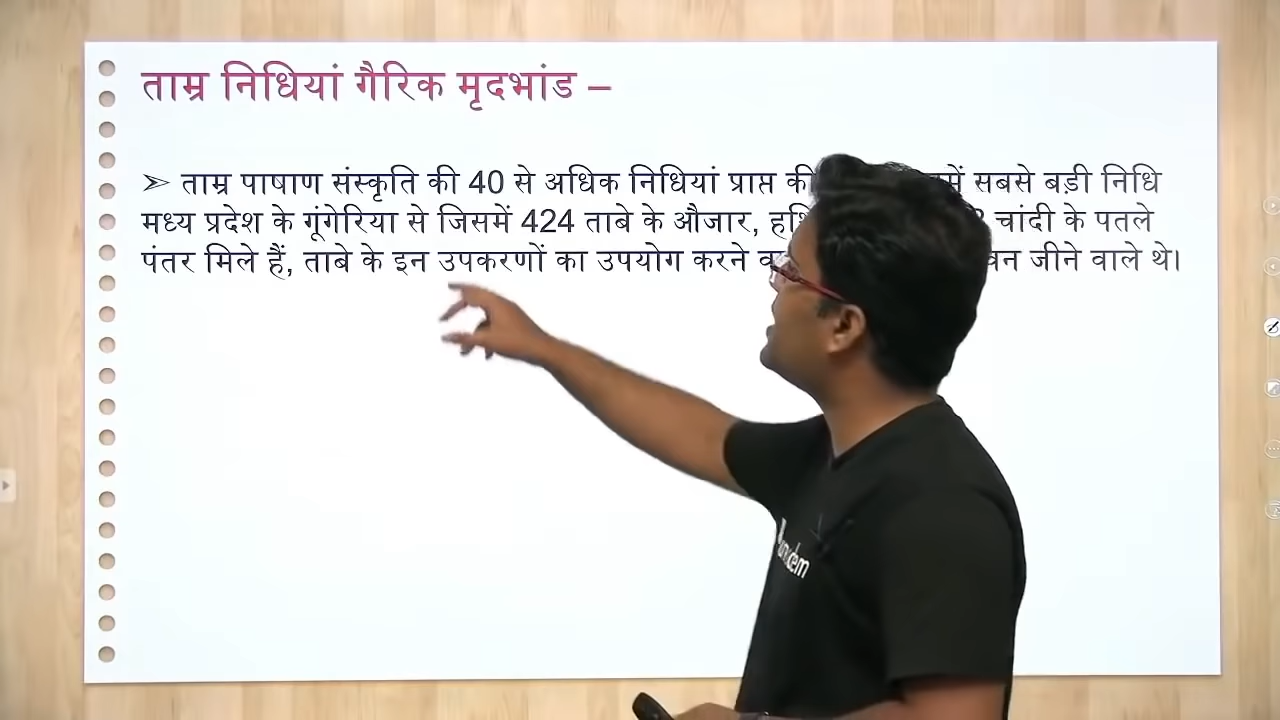 ताम्र निधियां गैरिक मृदभांड –
➢ ताम्र पाषाण संस्कृति की 40 से अधिक निधियां प्राप्त की सबसे बड़ी निधि
मध्य प्रदेश के गूंगेरिया से जिसमें 424 ताबे के औजार, चांदी के पतले
पंतर मिले हैं, ताबे के इन उपकरणों का उपयोग करने जीने वाले थे।